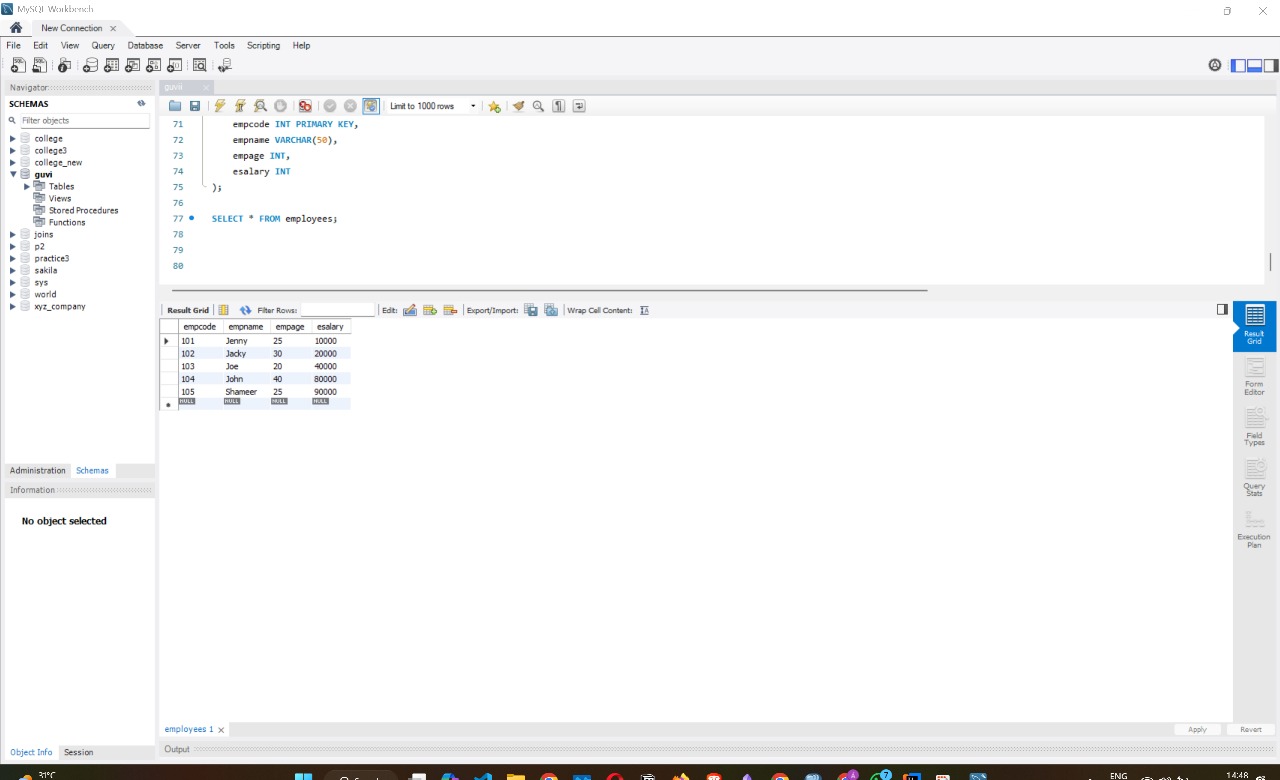 MySQL Workbench
New Connection
File Edit View Query Database Server Tools Scripting Help
Navigator
SCHEMAS
Filter objects
college
college3
college_new
guvi
Tables
Views
Stored Procedures
Functions
joins
p2
practice3
sakila
sys
world
xyz_company
Administration Schemas
Information
No object selected
Object Info Session
guvi
Limit to 1000 rows
71 empcode INT PRIMARY KEY,
72 empname VARCHAR(50),
73 empage INT,
74 esalary INT
75 );
76
77 SELECT * FROM employees;
78
79
80
Result Grid Filter Rows: Edit: Export/Import: Wrap Cell Content:
empcode empname empage esalary
101 Jenny 25 10000
102 Jacky 30 20000
103 Joe 20 40000
104 John 40 80000
105 Shameer 25 90000
NULL NULL NULL NULL
Result
Grid
Form
Editor
Field
Types
Query
Stats
Execution
Plan
employees 1
Apply Revert
Output
31°C
ENG
14:48